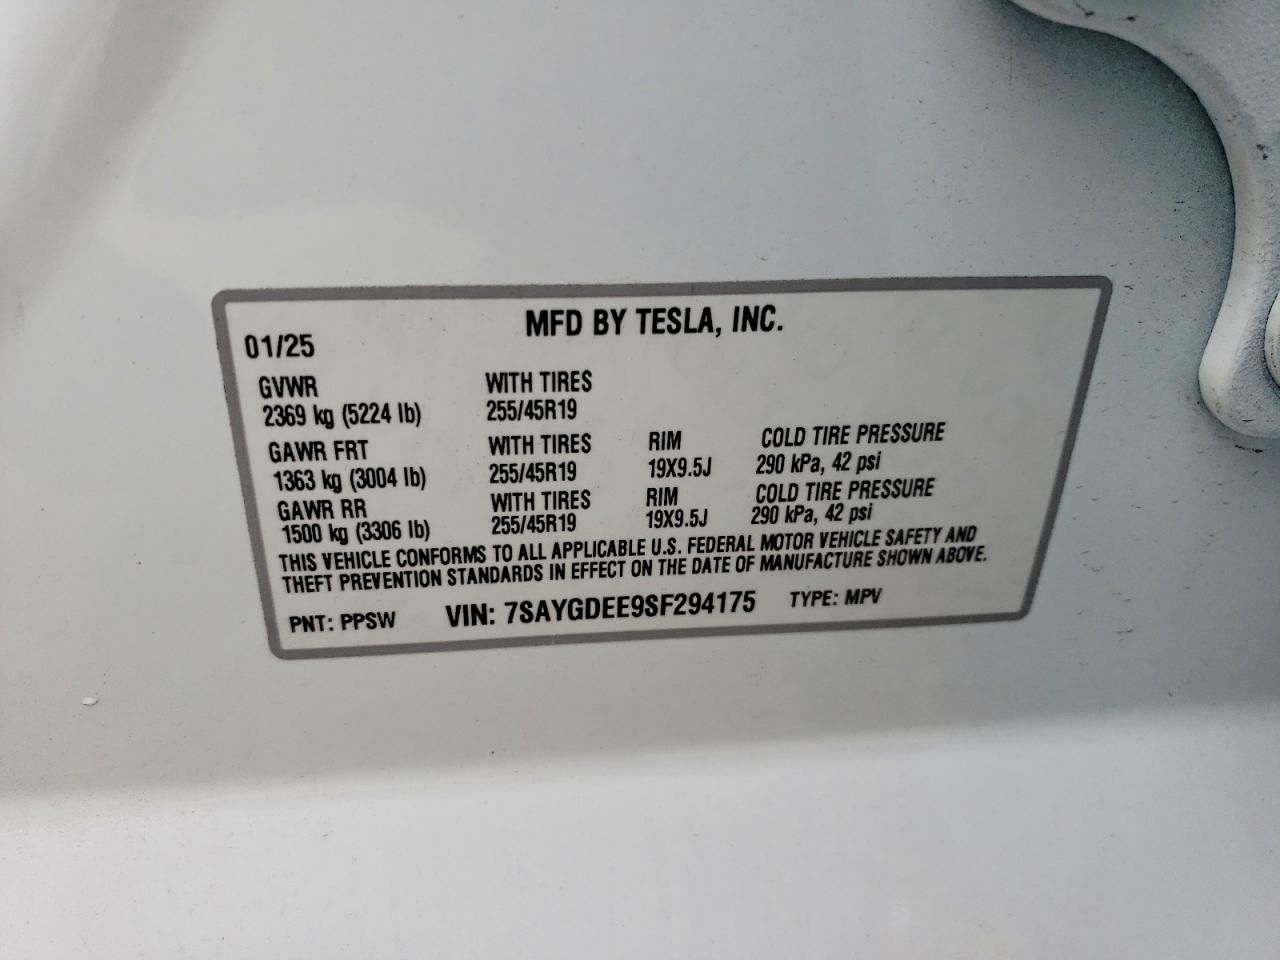 MFD BY TESLA, INC.
01/25
GVWR WITH TIRES
2369 kg (5224 lb) 255/45R19
GAWR FRT WITH TIRES RIM COLD TIRE PRESSURE
1363 kg (3004 lb) 255/45R19 19X9.5J 290 kPa, 42 psi
GAWR RR WITH TIRES RIM COLD TIRE PRESSURE
1500 kg (3306 lb) 255/45R19 19X9.5J 290 kPa, 42 psi
THIS VEHICLE CONFORMS TO ALL APPLICABLE U.S. FEDERAL MOTOR VEHICLE SAFETY AND
THEFT PREVENTION STANDARDS IN EFFECT ON THE DATE OF MANUFACTURE SHOWN ABOVE.
PNT: PPSW VIN: 7SAYGDEE9SF294175 TYPE: MPV